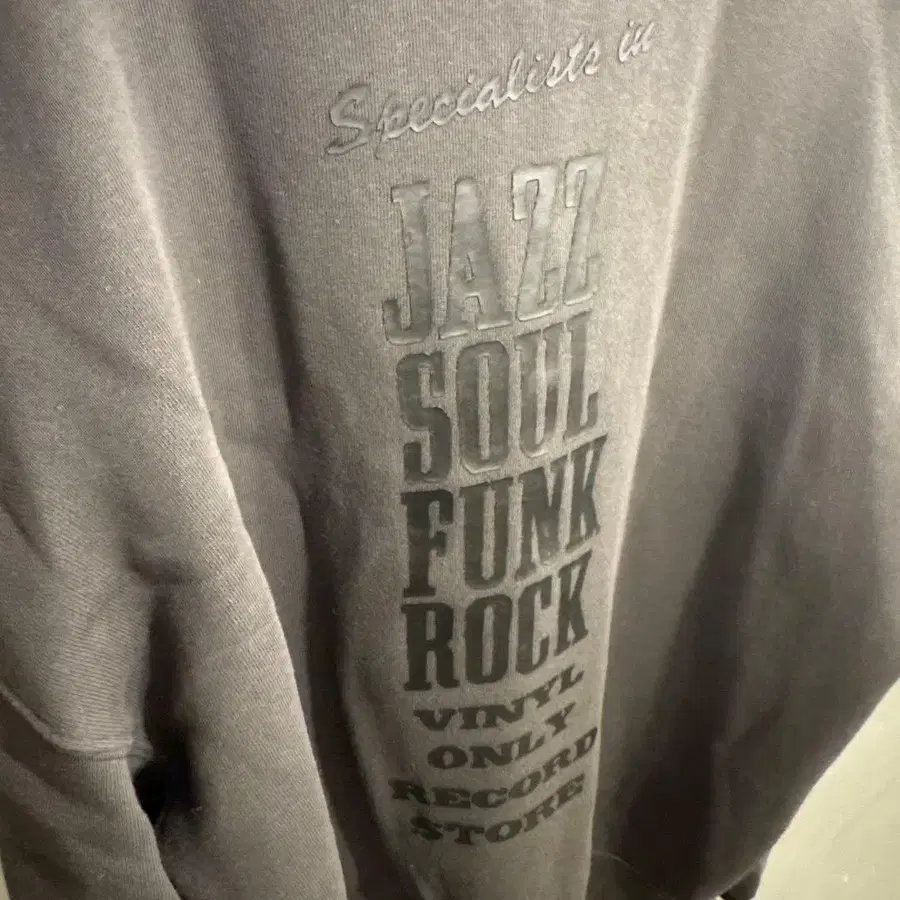 Specialists in
JAZZ
SOUL
FUNK
ROCK
VINYL
ONLY
RECORD
STORE